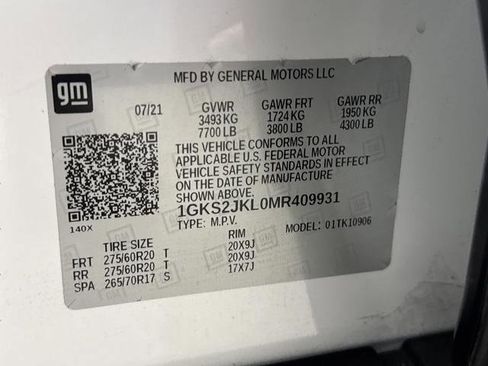 gm
MFD BY GENERAL MOTORS LLC
07/21 GVWR GAWR FRT GAWR RR
3493 KG 1724 KG 1950 KG
7700 LB 3800 LB 4300 LB
THIS VEHICLE CONFORMS TO ALL
APPLICABLE U.S. FEDERAL MOTOR
VEHICLE SAFETY STANDARDS IN EFFECT
ON THE DATE OF MANUFACTURE
SHOWN ABOVE.
1GKS2JKL0MR409931
TYPE: M.P.V. MODEL: 01TK10906
140X
TIRE SIZE RIM
FRT 275/60R20 T 20X9J
RR 275/60R20 T 20X9J
SPA 265/70R17 S 17X7J